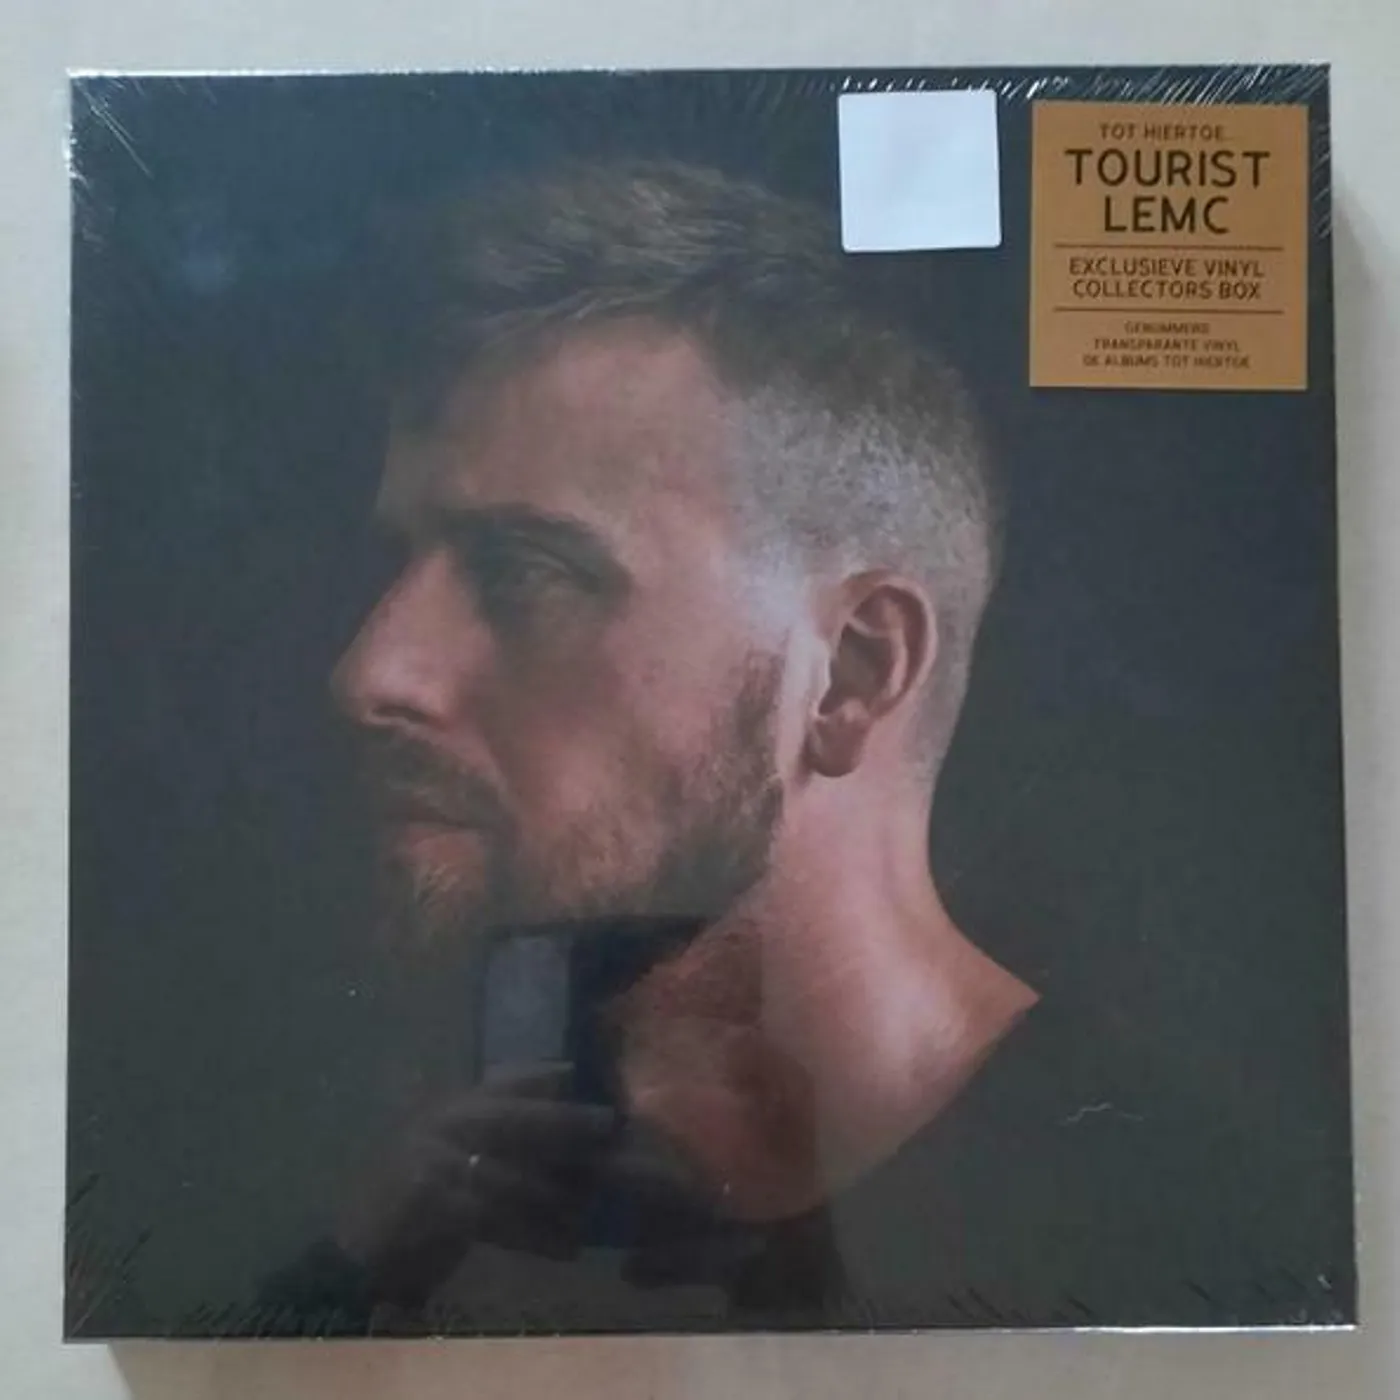 TOT HIERTOE...
TOURIST
LEMC
EXCLUSIEVE VINYL
COLLECTORS BOX
GENUMMERD
TRANSPARANTE VINYL
DE ALBUMS TOT HIERTOE